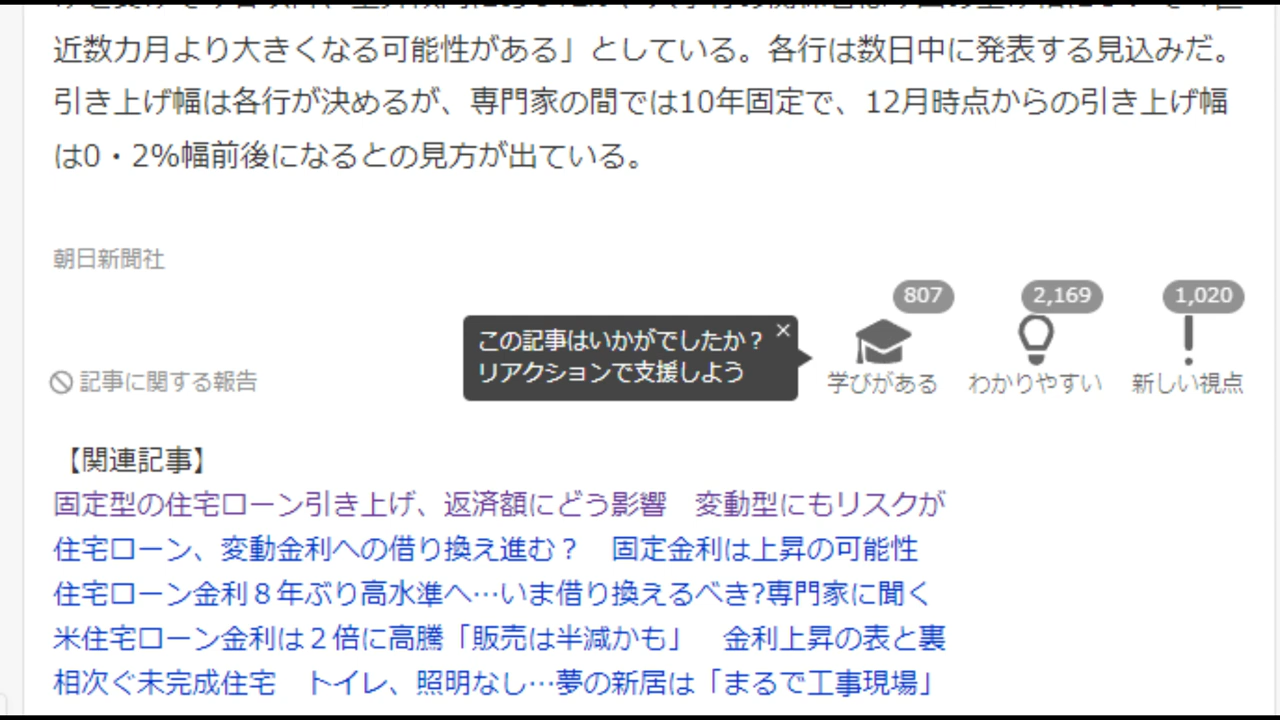 近数カ月より大きくなる可能性がある」としている。各行は数日中に発表する見込みだ。
引き上げ幅は各行が決めるが、専門家の間では10年固定で、12月時点からの引き上げ幅
は0・2%幅前後になるとの見方が出ている。
朝日新聞社
807
2,169
1,020
この記事はいかがでしたか？ ×
リアクションで支援しよう
学びがある
わかりやすい
新しい視点
記事に関する報告
【関連記事】
固定型の住宅ローン引き上げ、返済額にどう影響　変動型にもリスクが
住宅ローン、変動金利への借り換え進む？　固定金利は上昇の可能性
住宅ローン金利８年ぶり高水準へ…いま借り換えるべき?専門家に聞く
米住宅ローン金利は２倍に高騰「販売は半減かも」　金利上昇の表と裏
相次ぐ未完成住宅　トイレ、照明なし…夢の新居は「まるで工事現場」